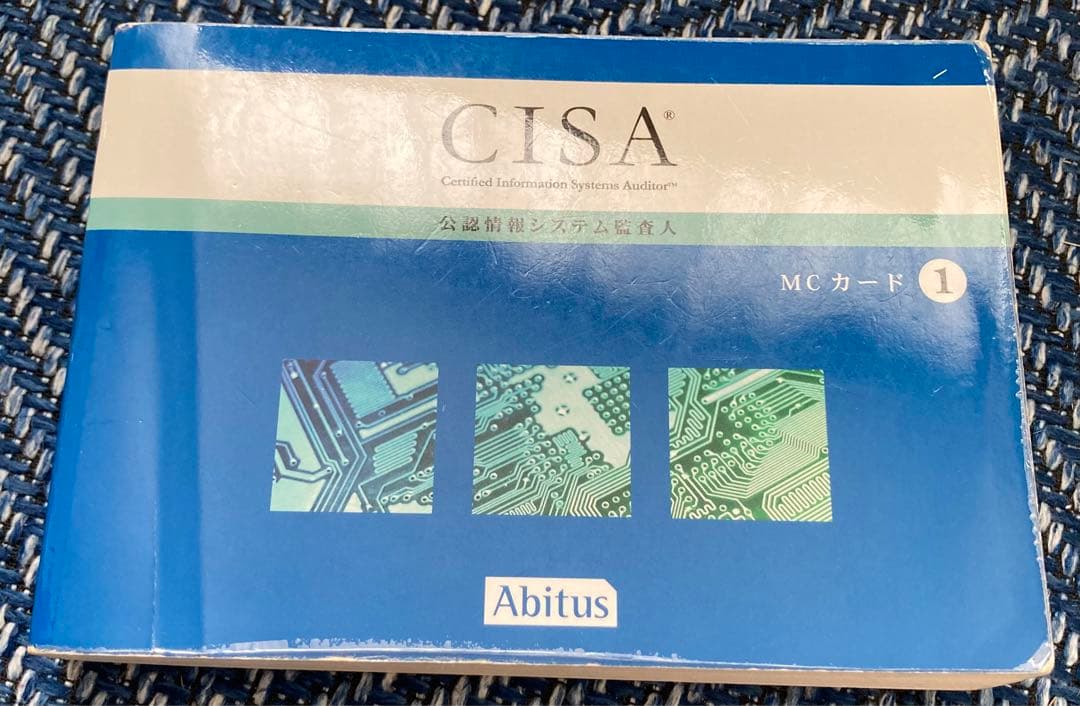 CISA®
Certified Information Systems Auditor™
公認情報システム監査人
MCカード 1
Abitus